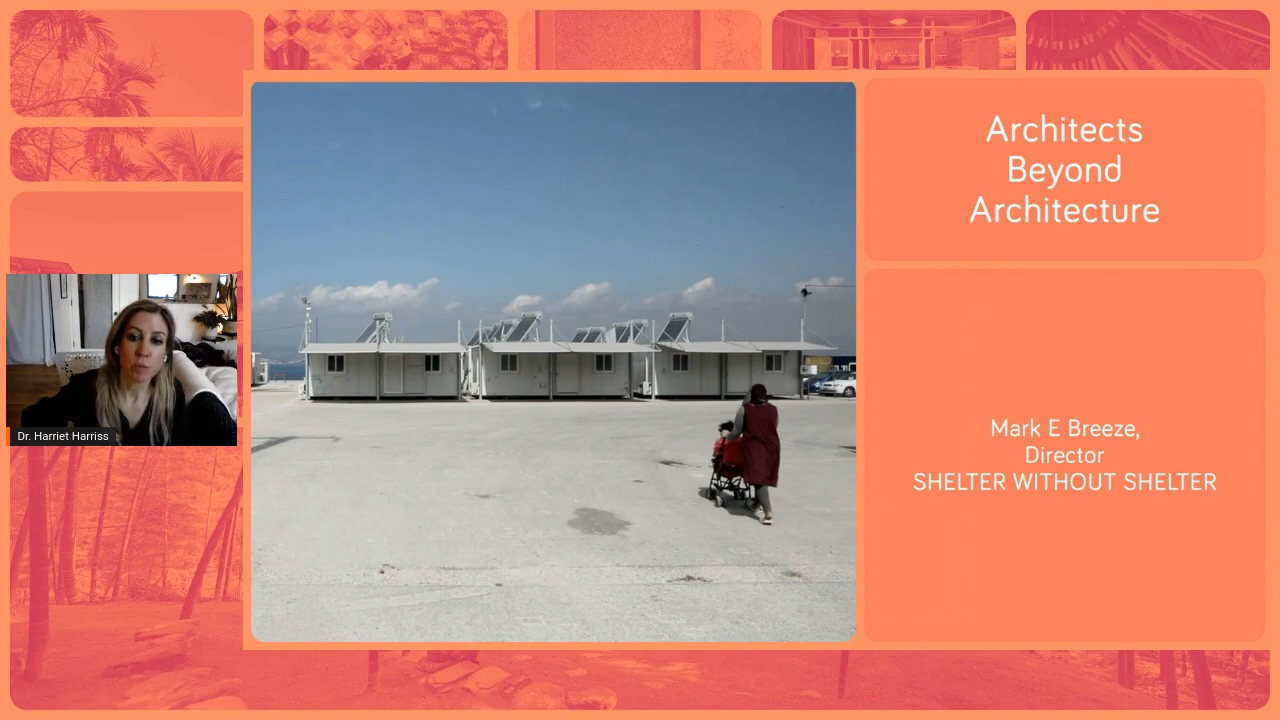 Architects
Beyond
Architecture
Mark E Breeze,
Director
SHELTER WITHOUT SHELTER
Dr. Harriet Harriss